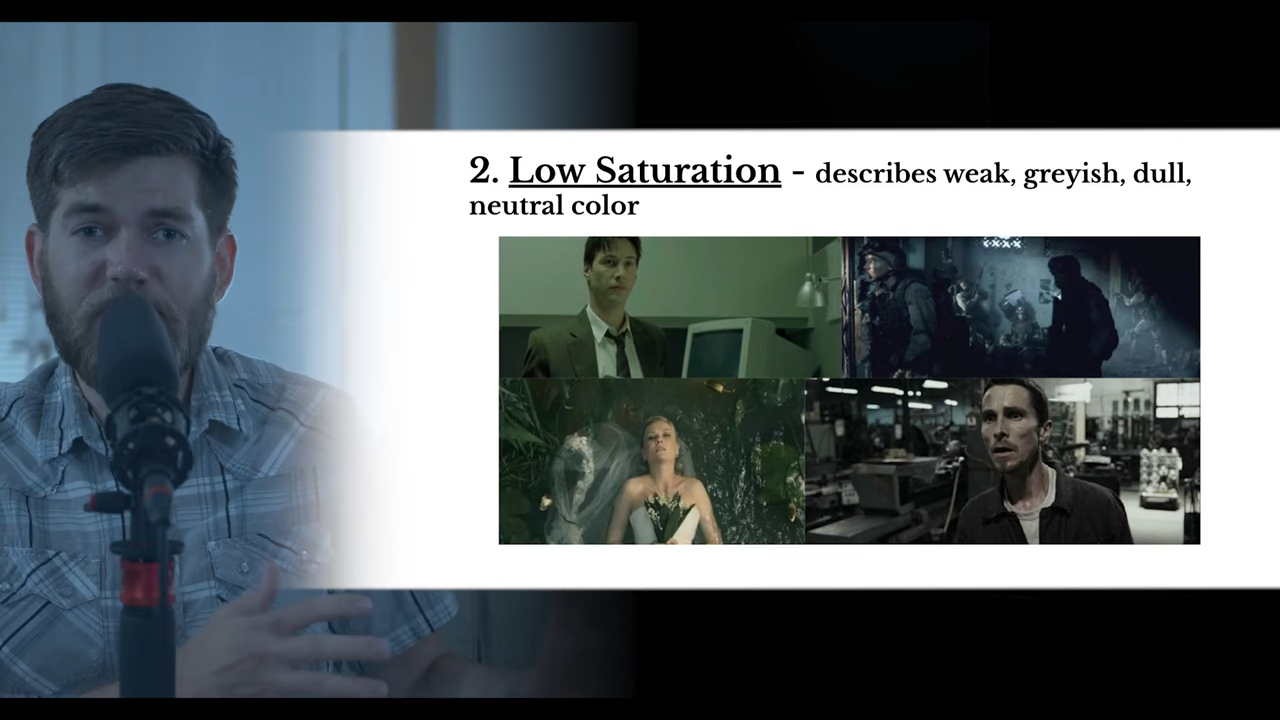 2. Low Saturation - describes weak, greyish, dull,
neutral color